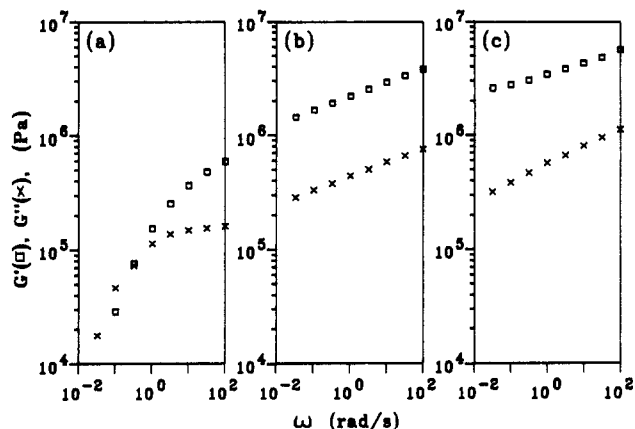 (a)
(b)
(c)
G'(□), G"(×), (Pa)
10⁷
10⁶
10⁵
10⁴
10⁷
10⁶
10⁵
10⁴
10⁷
10⁶
10⁵
10⁴
10⁻² 10⁰ 10²
10⁻² 10⁰ 10²
10⁻² 10⁰ 10²
ω (rad/s)